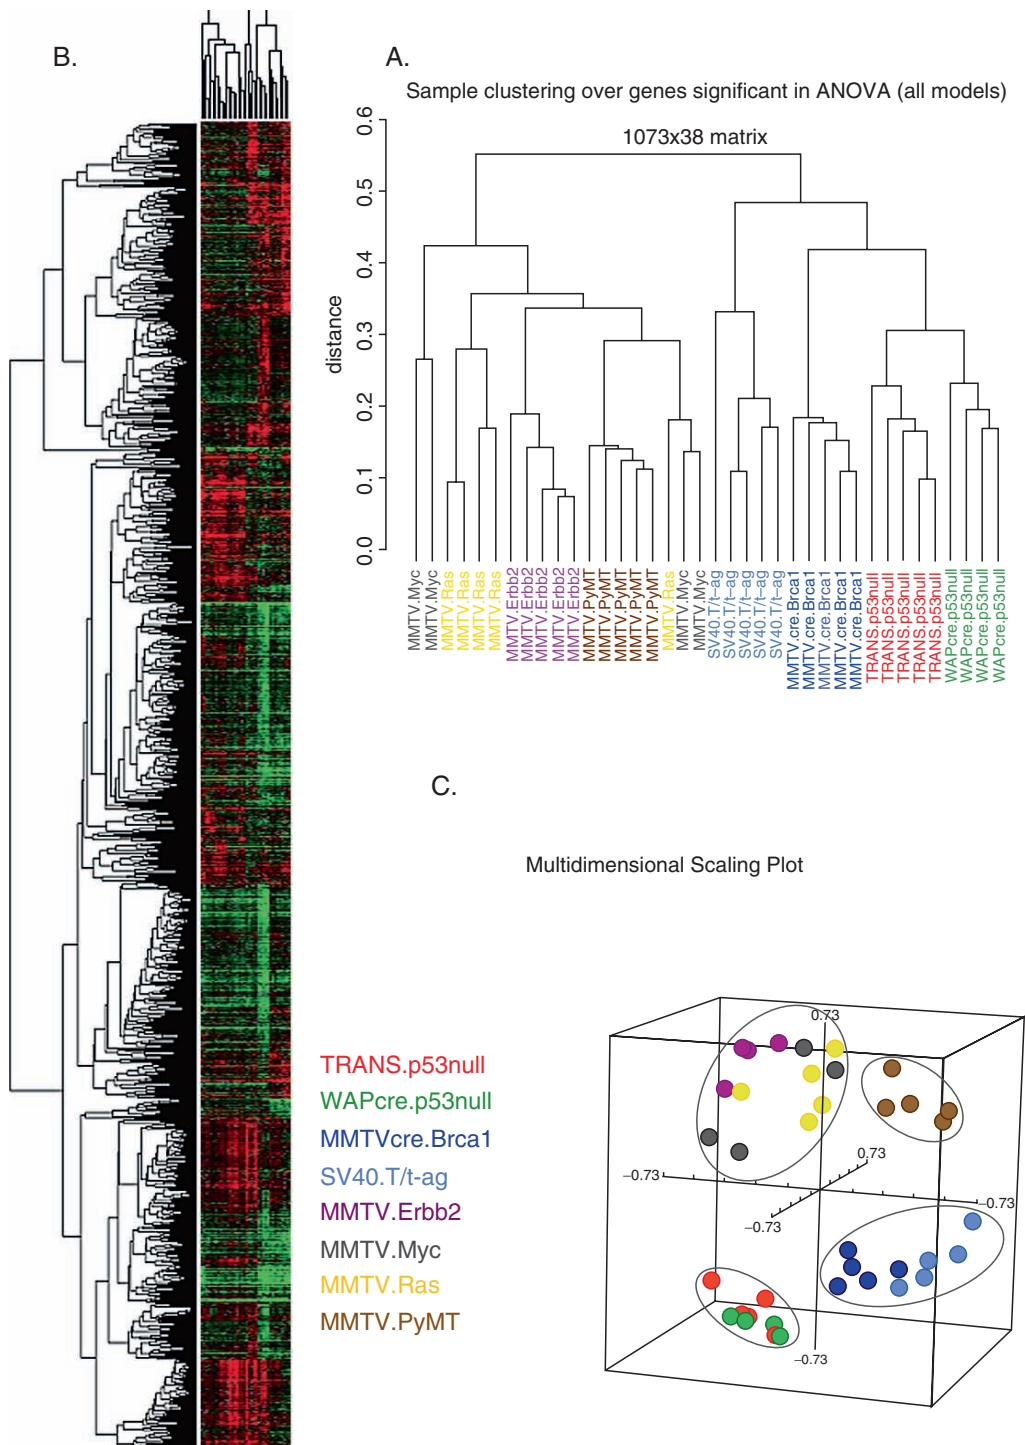 B.
A.
Sample clustering over genes significant in ANOVA (all models)
1073x38 matrix
distance
0.6
0.5
0.4
0.3
0.2
0.1
0.0
MMTV.Myc
MMTV.Myc
MMTV.Ras
MMTV.Ras
MMTV.Ras
MMTV.Ras
MMTV.Erbb2
MMTV.Erbb2
MMTV.Erbb2
MMTV.Erbb2
MMTV.Erbb2
MMTV.PyMT
MMTV.PyMT
MMTV.PyMT
MMTV.PyMT
MMTV.PyMT
MMTV.Ras
MMTV.Myc
MMTV.Myc
SV40.T/t–ag
SV40.T/t–ag
SV40.T/t–ag
SV40.T/t–ag
SV40.T/t–ag
MMTV.cre.Brca1
MMTV.cre.Brca1
MMTV.cre.Brca1
MMTV.cre.Brca1
MMTV.cre.Brca1
TRANS.p53null
TRANS.p53null
TRANS.p53null
TRANS.p53null
TRANS.p53null
WAPcre.p53null
WAPcre.p53null
WAPcre.p53null
WAPcre.p53null
C.
Multidimensional Scaling Plot
TRANS.p53null
WAPcre.p53null
MMTVcre.Brca1
SV40.T/t-ag
MMTV.Erbb2
MMTV.Myc
MMTV.Ras
MMTV.PyMT
0.73
0.73
−0.73
−0.73
−0.73
−0.73